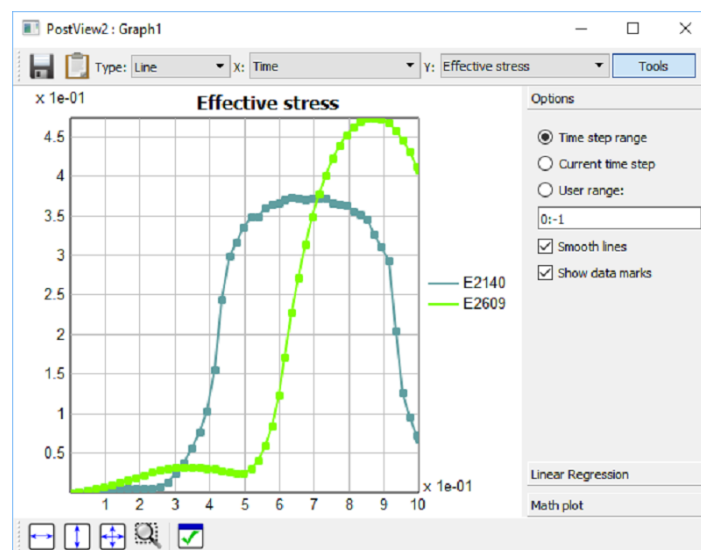 PostView2 : Graph1
Type: Line X: Time Y: Effective stress Tools
x 1e-01
Effective stress
4.5
4
3.5
3
2.5
2
1.5
1
0.5
1 2 3 4 5 6 7 8 9 10
x 1e-01
E2140
E2609
Options
Time step range
Current time step
User range:
0:-1
Smooth lines
Show data marks
Linear Regression
Math plot